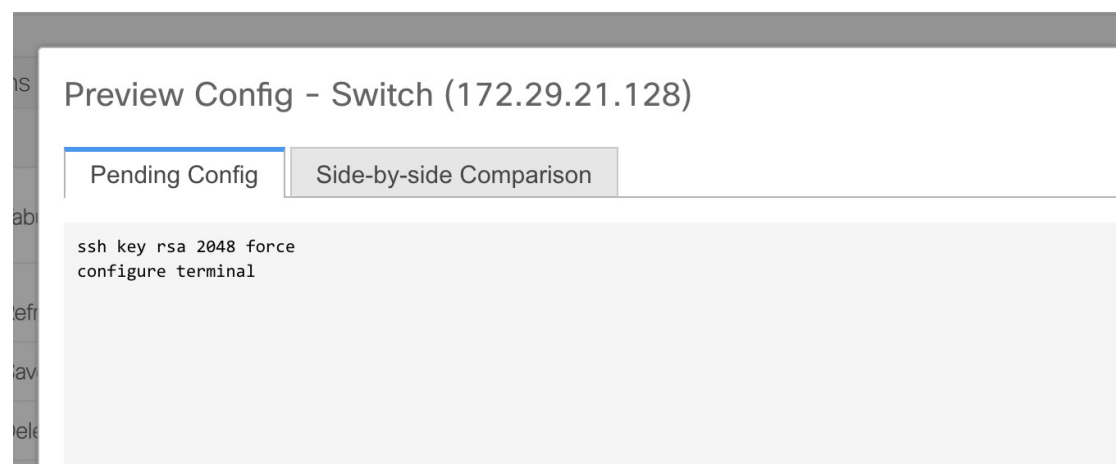 Preview Config - Switch (172.29.21.128)
Pending Config
Side-by-side Comparison
ssh key rsa 2048 force
configure terminal